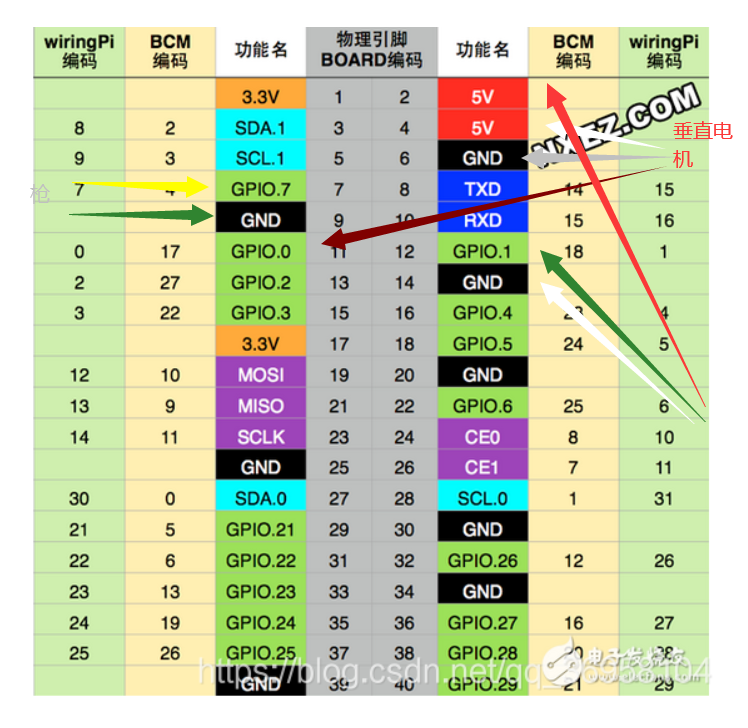 wiringPi 编码 BCM 编码 功能名 物理引脚 BOARD编码 功能名 BCM 编码 wiringPi 编码
3.3V 1 2 5V
8 2 SDA.1 3 4 5V
NXEZ.COM
垂直电机
9 3 SCL.1 5 6 GND
枪
7 4 GPIO.7 7 8 TXD 14 15
GND 9 10 RXD 15 16
0 17 GPIO.0 11 12 GPIO.1 18 1
2 27 GPIO.2 13 14 GND
3 22 GPIO.3 15 16 GPIO.4 23 4
3.3V 17 18 GPIO.5 24 5
12 10 MOSI 19 20 GND
13 9 MISO 21 22 GPIO.6 25 6
14 11 SCLK 23 24 CE0 8 10
GND 25 26 CE1 7 11
30 0 SDA.0 27 28 SCL.0 1 31
21 5 GPIO.21 29 30 GND
22 6 GPIO.22 31 32 GPIO.26 12 26
23 13 GPIO.23 33 34 GND
24 19 GPIO.24 35 36 GPIO.27 16 27
25 26 GPIO.25 37 38 GPIO.28 20 28
电子发烧友
GND 39 40 GPIO.29 21 29